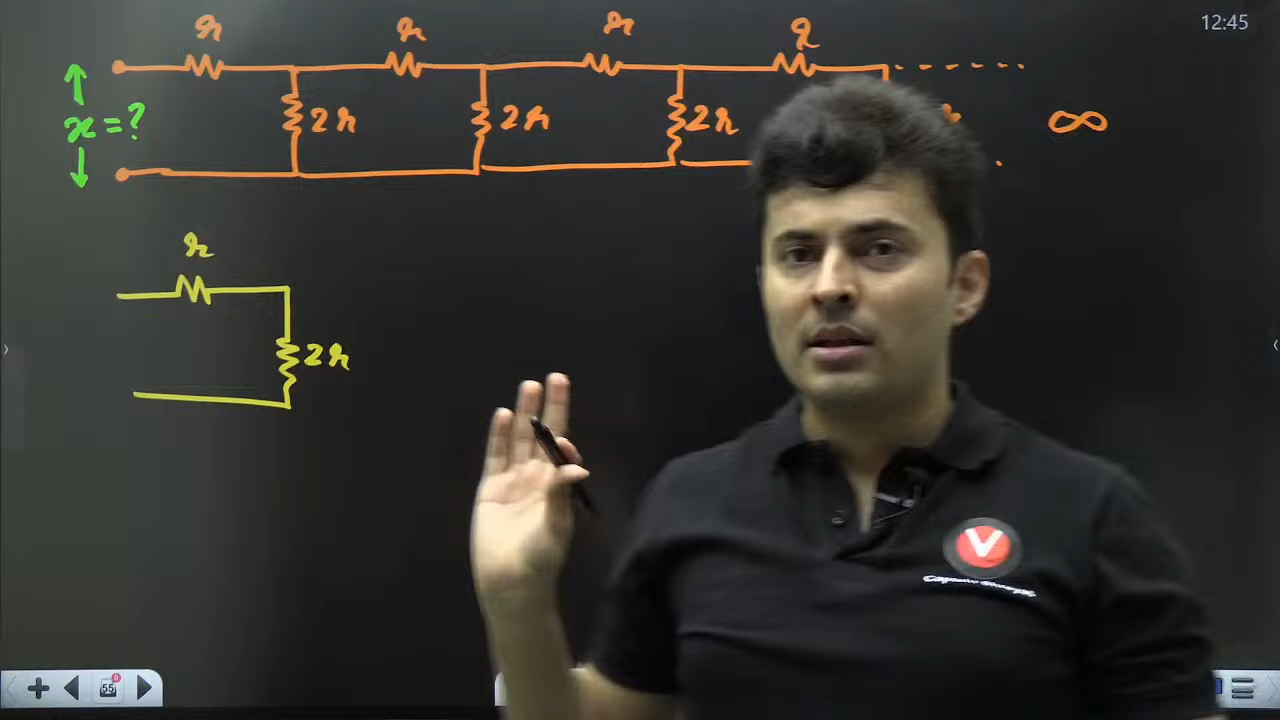 12:45
r r r r
x = ?
2r 2r 2r ∞
r
2r
55
V